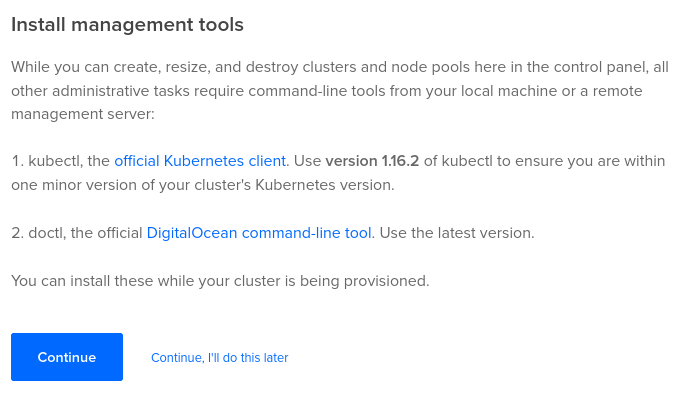 Install management tools
While you can create, resize, and destroy clusters and node pools here in the control panel, all
other administrative tasks require command-line tools from your local machine or a remote
management server:
1. kubectl, the official Kubernetes client. Use version 1.16.2 of kubectl to ensure you are within
one minor version of your cluster's Kubernetes version.
2. doctl, the official DigitalOcean command-line tool. Use the latest version.
You can install these while your cluster is being provisioned.
Continue
Continue, I'll do this later